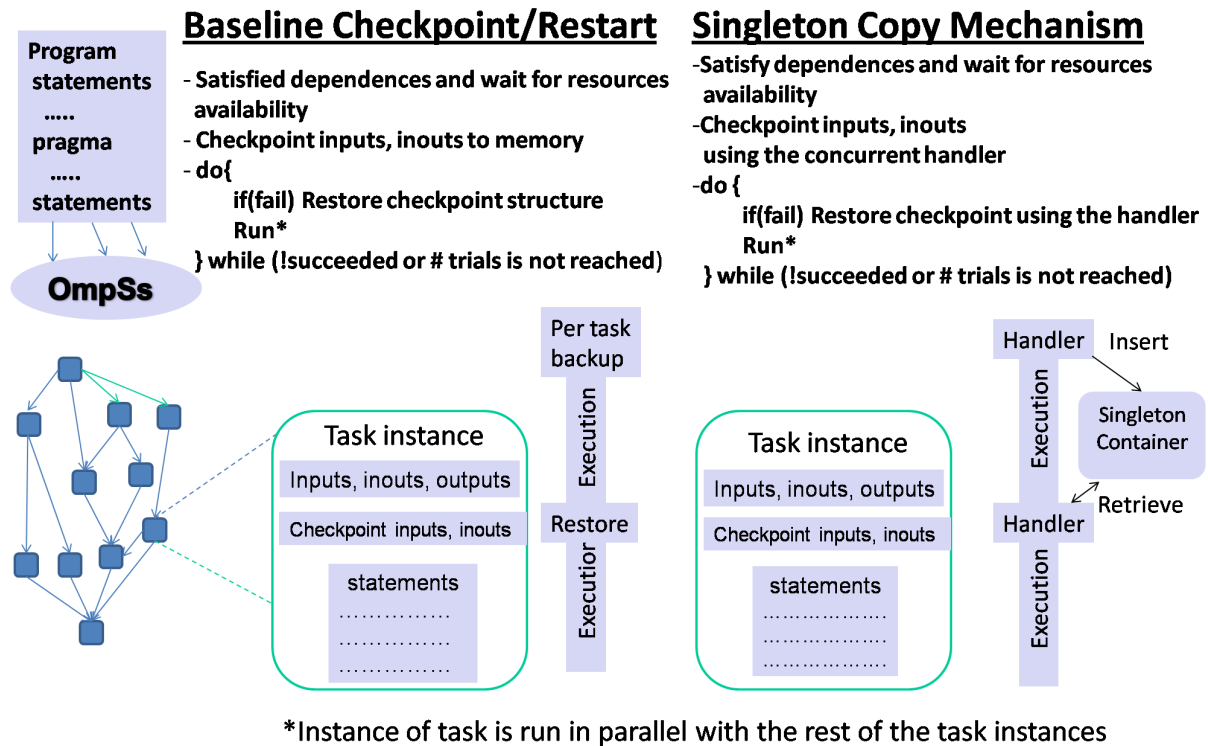 Baseline Checkpoint/Restart
Singleton Copy Mechanism
Program
statements
.....
pragma
.....
statements
OmpSs
- Satisfied dependences and wait for resources
availability
- Checkpoint inputs, inouts to memory
- do{
if(fail) Restore checkpoint structure
Run*
} while (!succeeded or # trials is not reached)
-Satisfy dependences and wait for resources
availability
-Checkpoint inputs, inouts
using the concurrent handler
-do {
if(fail) Restore checkpoint using the handler
Run*
} while (!succeeded or # trials is not reached)
Task instance
Inputs, inouts, outputs
Checkpoint inputs, inouts
statements
...............
...............
...............
Per task
backup
Execution
Restore
Execution
Task instance
Inputs, inouts, outputs
Checkpoint inputs, inouts
statements
..................
..................
..................
Handler
Insert
Execution
Singleton
Container
Retrieve
Handler
Execution
*Instance of task is run in parallel with the rest of the task instances